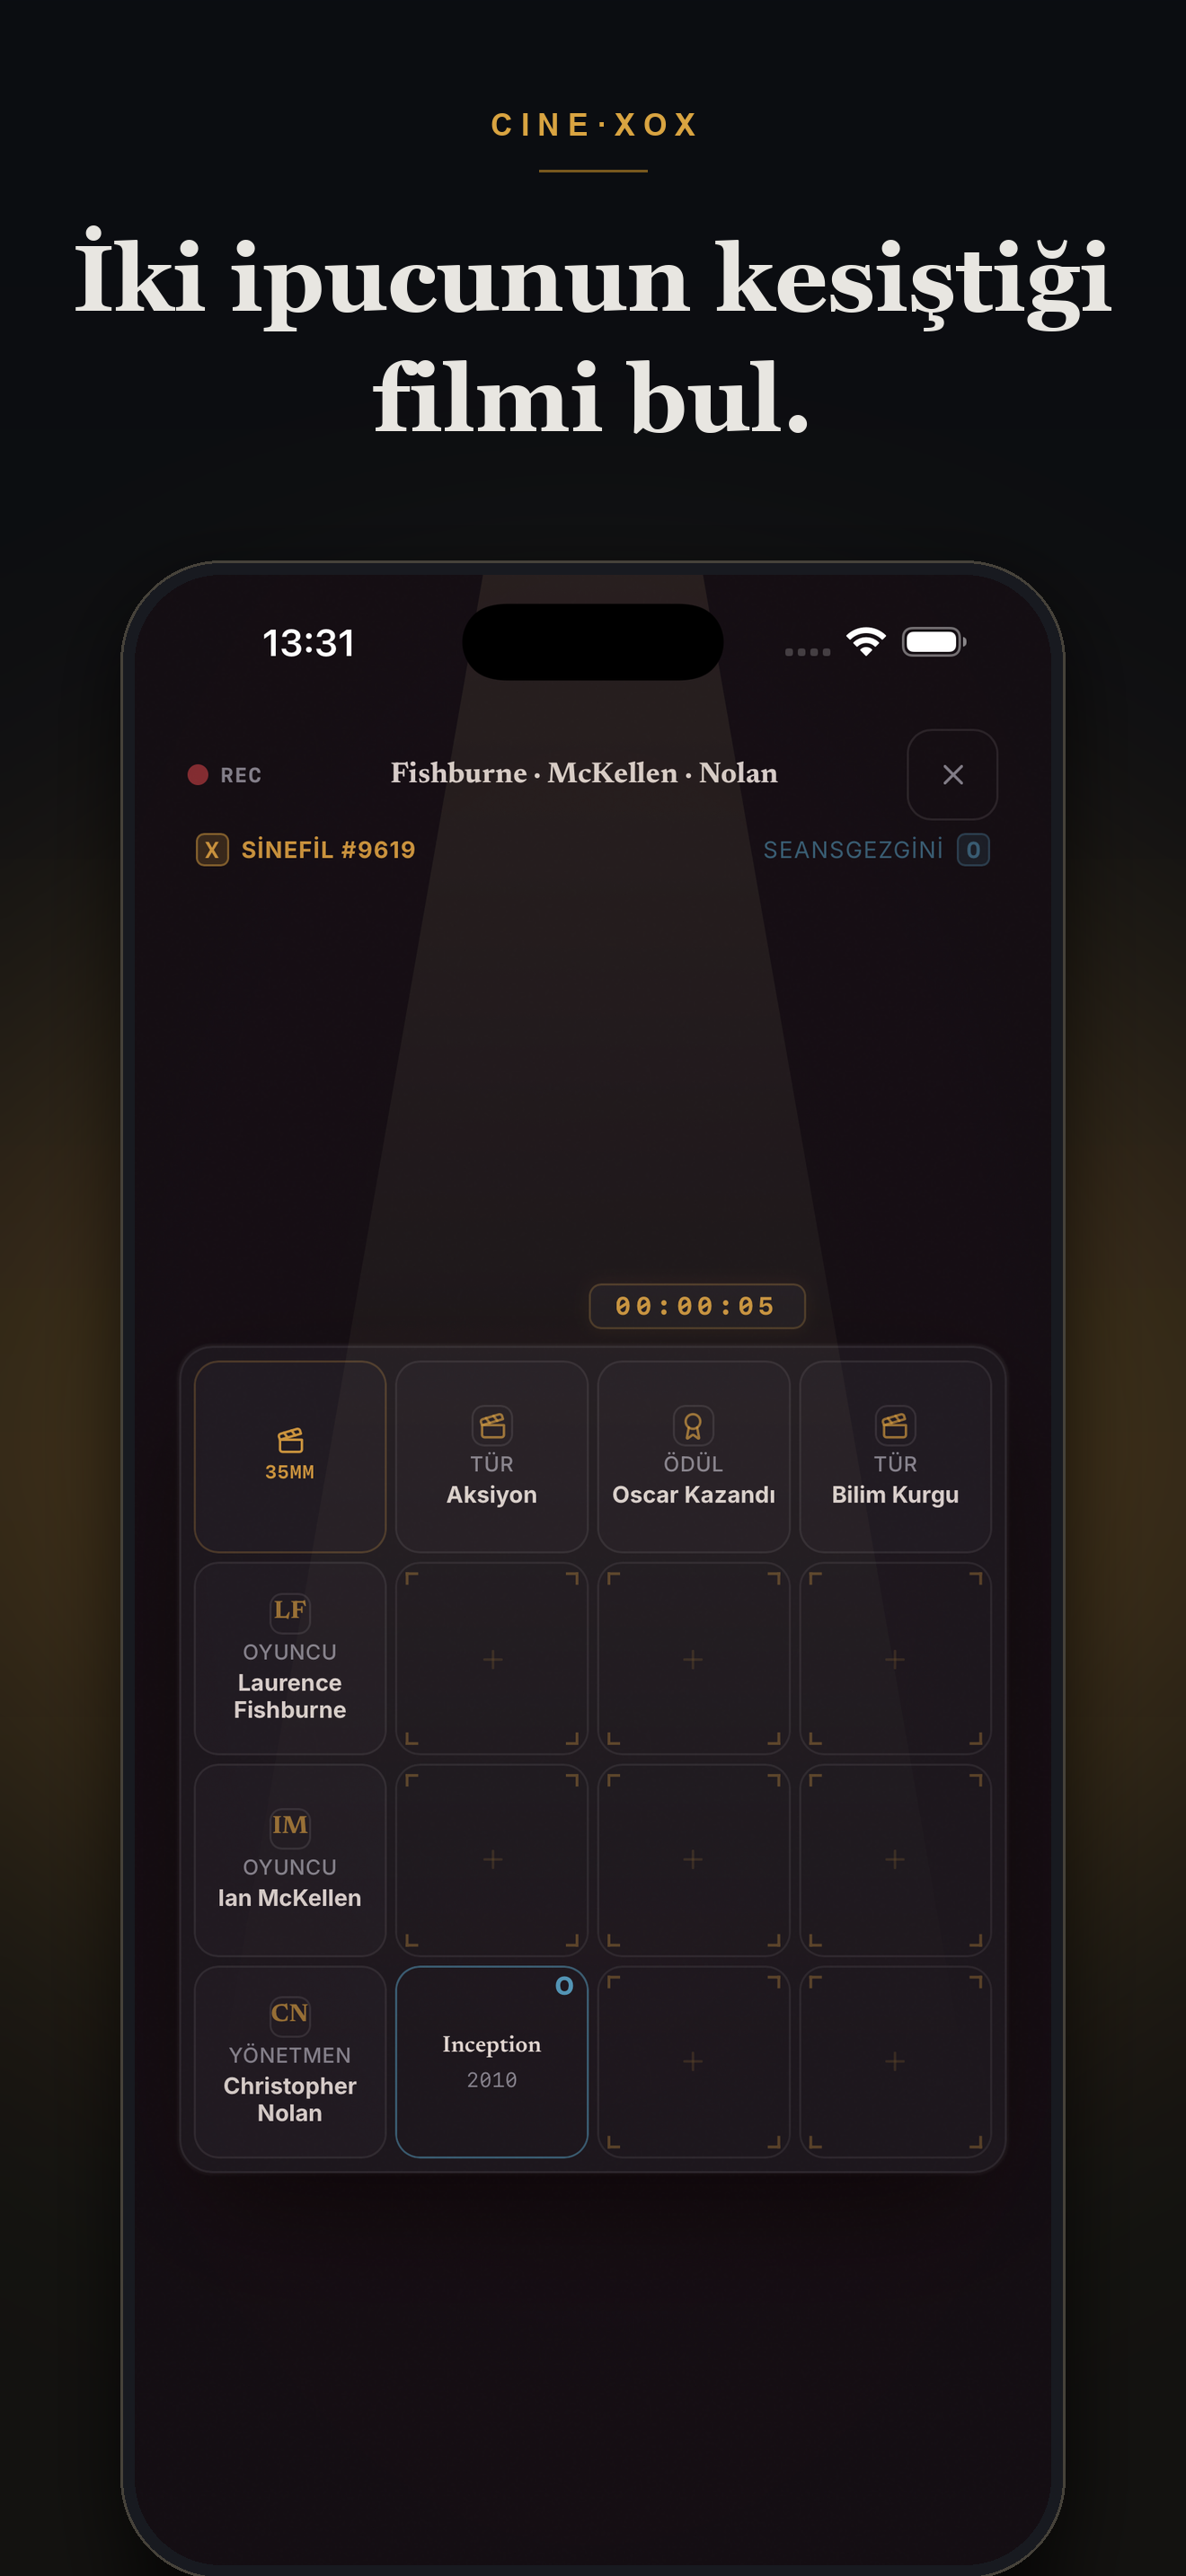 CINE·XOX
İki ipucunun kesiştiği
filmi bul.
13:31
REC
Fishburne · McKellen · Nolan
X SİNEFİL #9619
SEANSGEZGİNİ O
00:00:05
35MM
TÜR
Aksiyon
ÖDÜL
Oscar Kazandı
TÜR
Bilim Kurgu
LF
OYUNCU
Laurence
Fishburne
IM
OYUNCU
Ian McKellen
CN
YÖNETMEN
Christopher
Nolan
O
Inception
2010